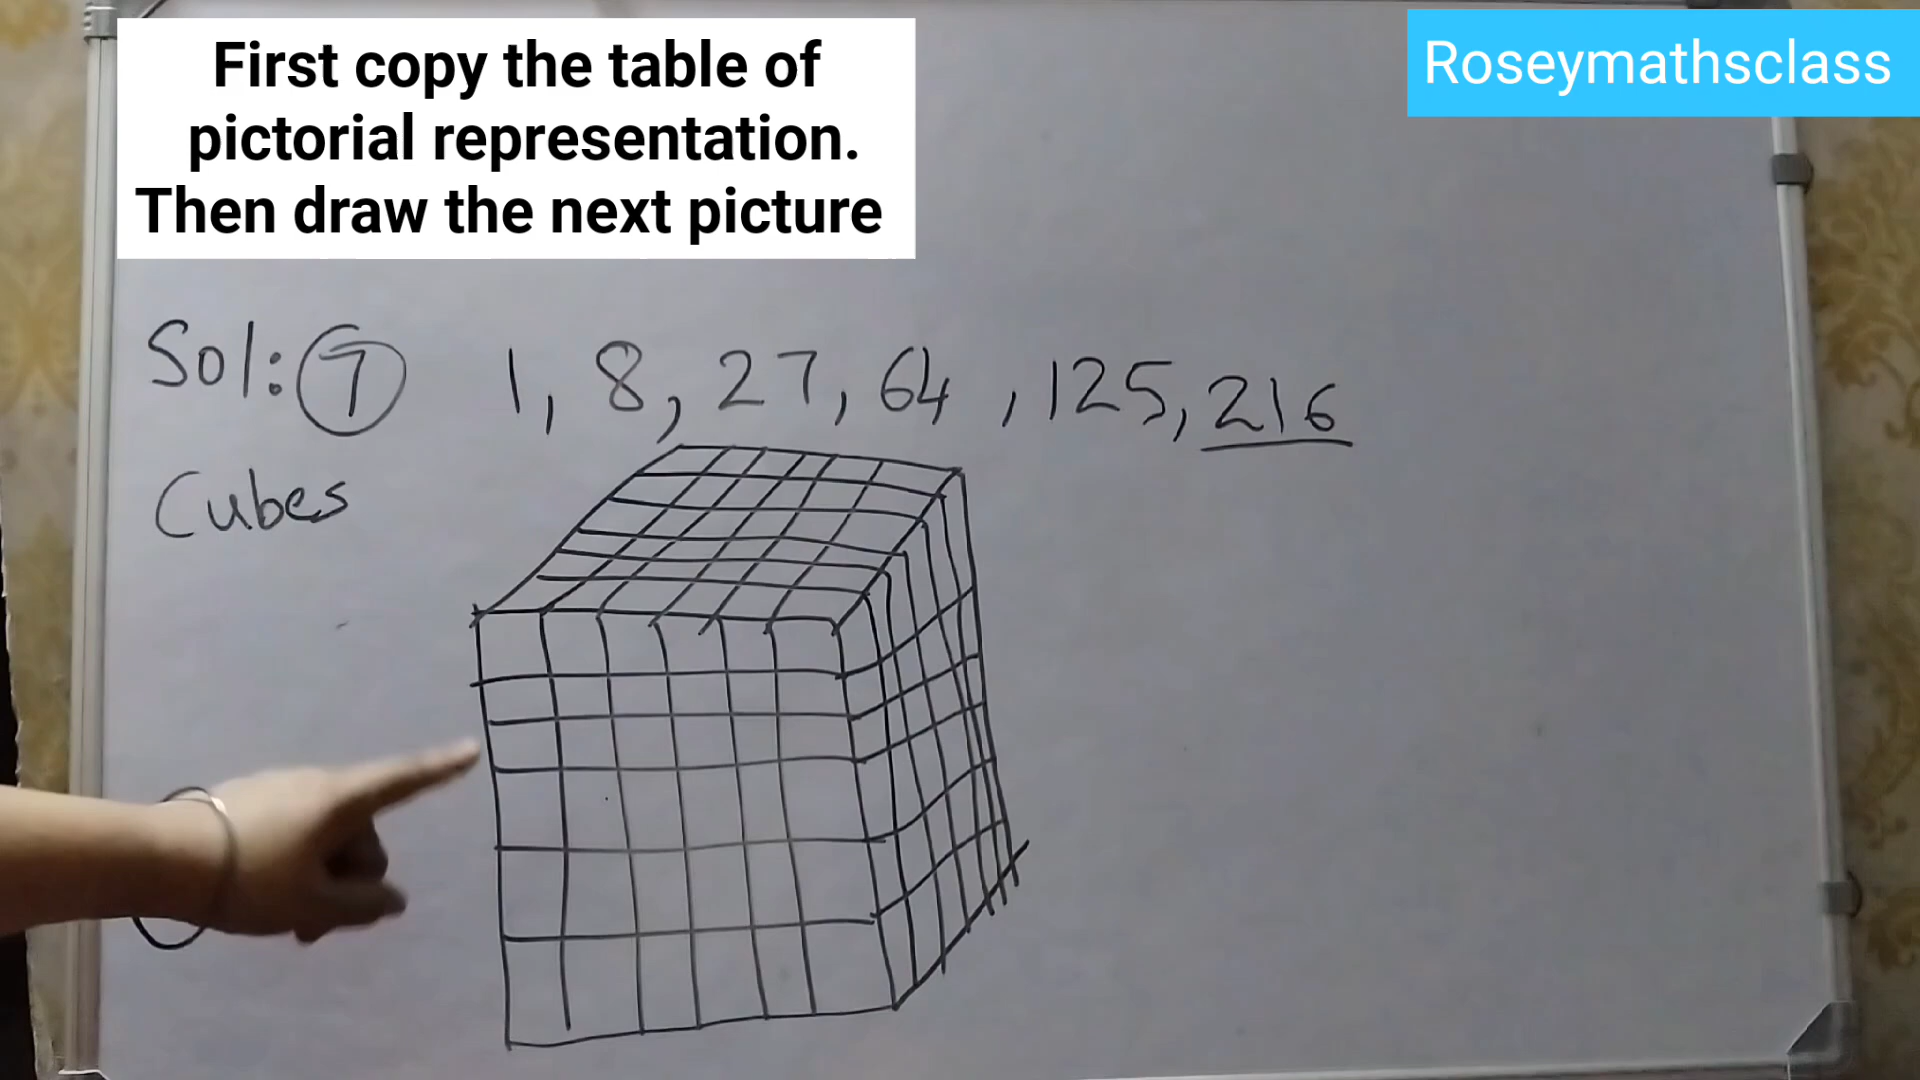 First copy the table of
pictorial representation.
Then draw the next picture
Roseymathsclass
Sol: 7 1, 8, 27, 64, 125, 216
Cubes